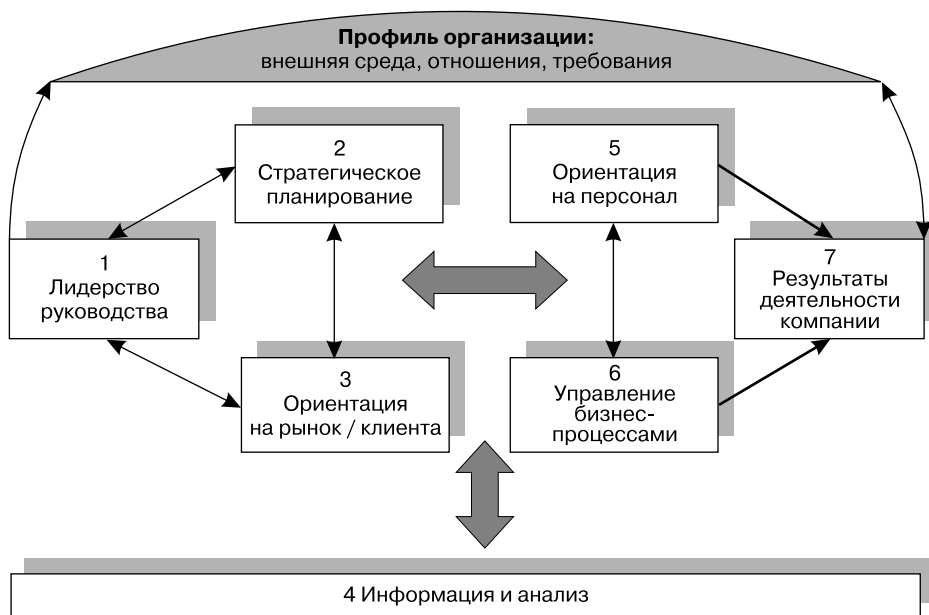 Профиль организации:
внешняя среда, отношения, требования
2
Стратегическое
планирование
5
Ориентация
на персонал
1
Лидерство
руководства
7
Результаты
деятельности
компании
3
Ориентация
на рынок / клиента
6
Управление
бизнес-
процессами
4 Информация и анализ